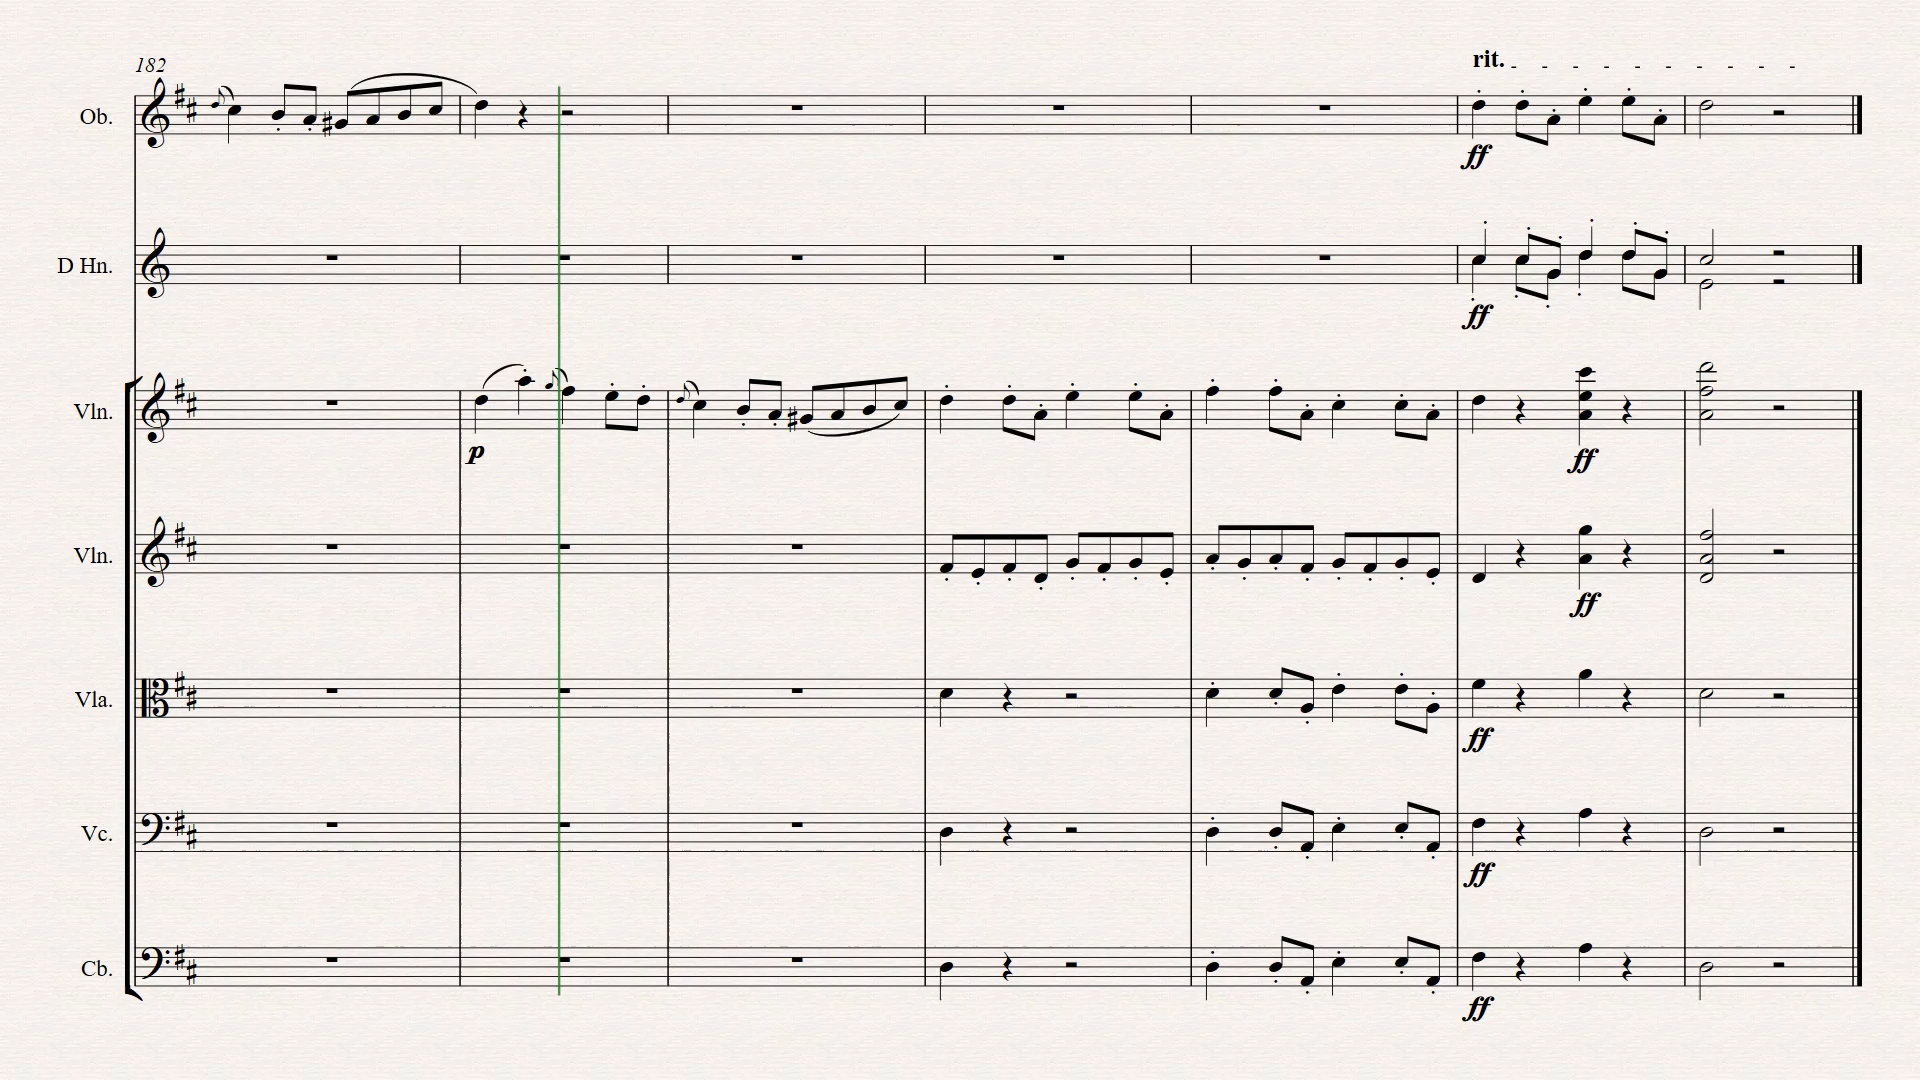 rit.
182
Ob.
ff
D Hn.
ff
Vln.
p
ff
Vln.
ff
Vla.
ff
Vc.
ff
Cb.
ff